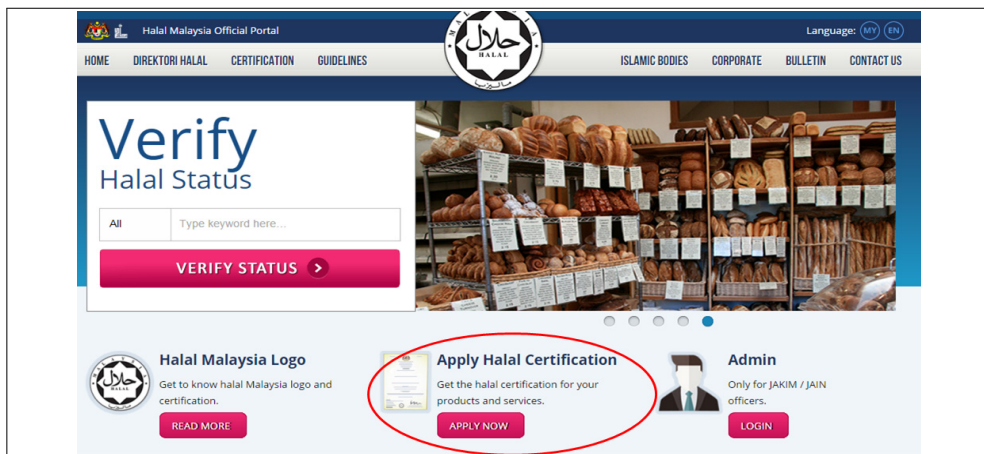 Halal Malaysia Official Portal
Language: MY EN
HOME DIREKTORI HALAL CERTIFICATION GUIDELINES
ISLAMIC BODIES CORPORATE BULLETIN CONTACT US
حلال
HALAL
Verify
Halal Status
All Type keyword here...
VERIFY STATUS
Halal Malaysia Logo
Get to know halal Malaysia logo and
certification.
READ MORE
Apply Halal Certification
Get the halal certification for your
products and services.
APPLY NOW
Admin
Only for JAKIM / JAIN
officers.
LOGIN